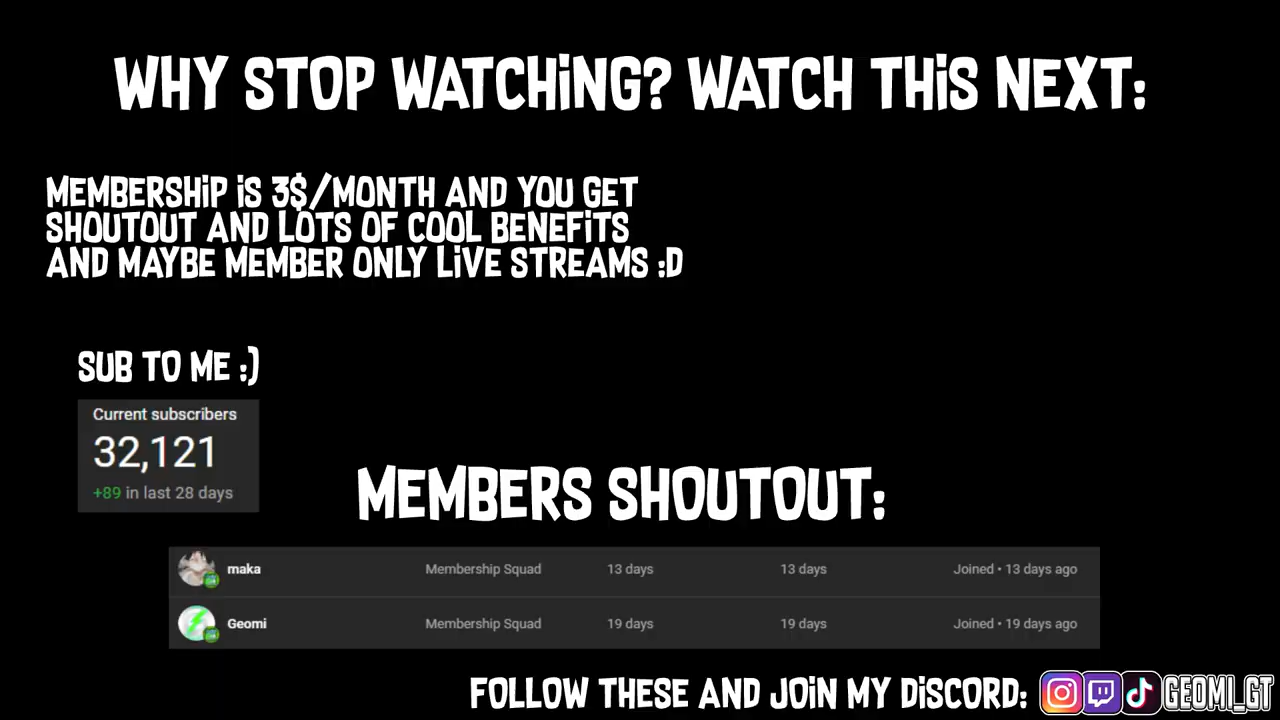 WHY STOP WATCHING? WATCH THIS NEXT:
MEMBERSHIP IS 3$/MONTH AND YOU GET
SHOUTOUT AND LOTS OF COOL BENEFITS
AND MAYBE MEMBER ONLY LIVE STREAMS :D
SUB TO ME :)
Current subscribers
32,121
+89 in last 28 days
MEMBERS SHOUTOUT:
maka Membership Squad 13 days 13 days Joined • 13 days ago
Geomi Membership Squad 19 days 19 days Joined • 19 days ago
FOLLOW THESE AND JOIN MY DISCORD: GEOMI_GT